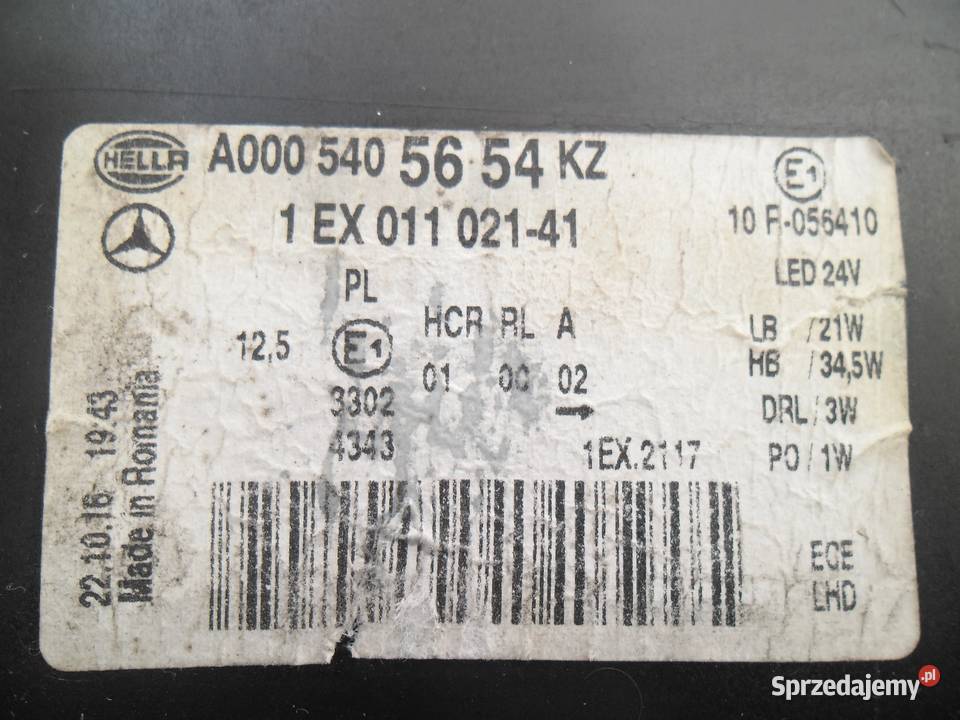 HELLA A000 540 56 54 KZ
E1
1 EX 011 021-41
10 R-056410
LED 24V
PL
HCR RL A
LB /21W
12,5 E1
HB /34,5W
01 00 02
3302
DRL/3W
4343
1EX.2117
PO/1W
22.10.16 19:43
Made in Romania
ECE
LHD
Sprzedajemy.pl